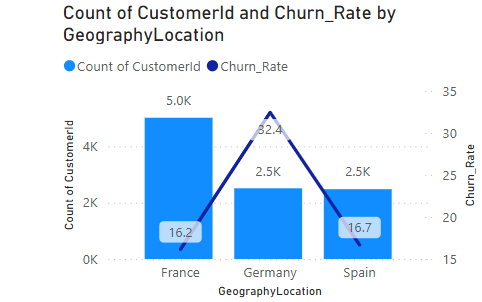 Count of CustomerId and Churn_Rate by
GeographyLocation
Count of CustomerId Churn_Rate
Count of CustomerId
4K
2K
0K
5.0K
2.5K
2.5K
16.2
32.4
16.7
35
30
25
20
15
Churn_Rate
France Germany Spain
GeographyLocation